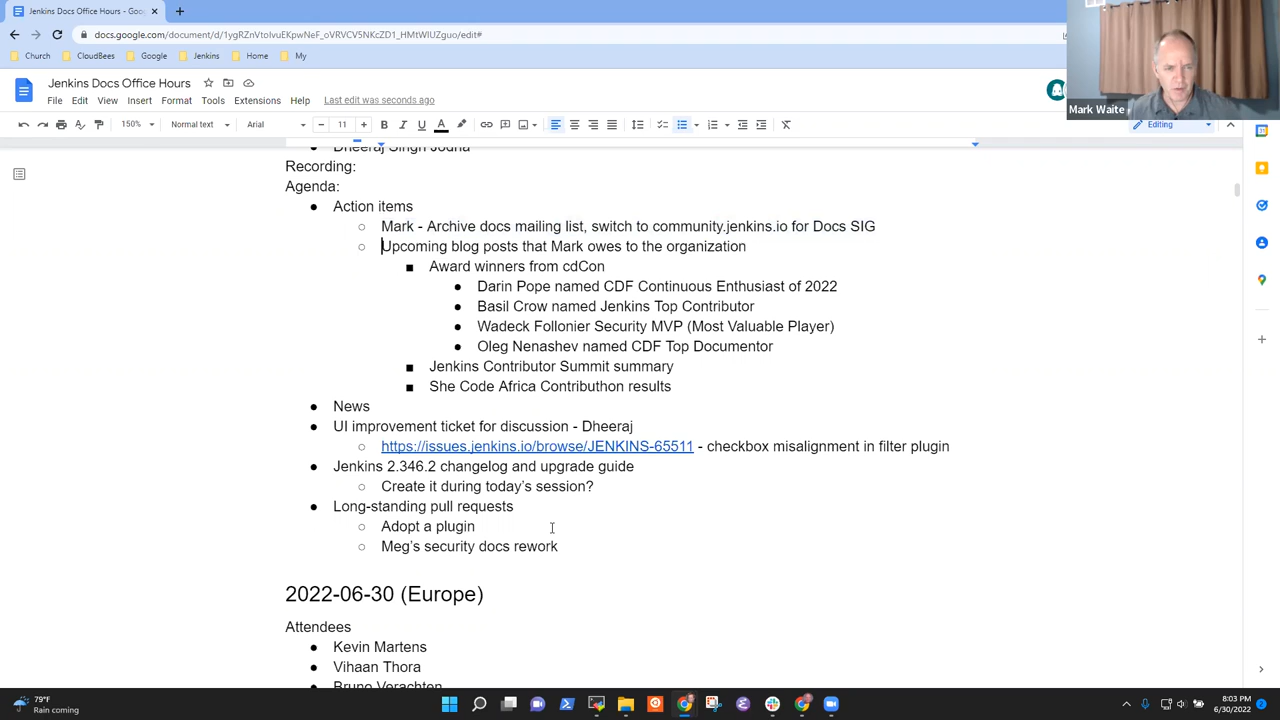 Jenkins Docs Office Hours - Goo
docs.google.com/document/d/1ygRZnVtoIvuEKpwNeF_oVRVCV5NKcZD1_HMtWlUZguo/edit#
Church
CloudBees
Google
Jenkins
Home
My
Jenkins Docs Office Hours
File Edit View Insert Format Tools Extensions Help Last edit was seconds ago
Mark Waite
150% Normal text Arial 11 Editing
Dheeraj Singh Jodha
Recording:
Agenda:
Action items
Mark - Archive docs mailing list, switch to community.jenkins.io for Docs SIG
Upcoming blog posts that Mark owes to the organization
Award winners from cdCon
Darin Pope named CDF Continuous Enthusiast of 2022
Basil Crow named Jenkins Top Contributor
Wadeck Follonier Security MVP (Most Valuable Player)
Oleg Nenashev named CDF Top Documentor
Jenkins Contributor Summit summary
She Code Africa Contributhon results
News
UI improvement ticket for discussion - Dheeraj
https://issues.jenkins.io/browse/JENKINS-65511 - checkbox misalignment in filter plugin
Jenkins 2.346.2 changelog and upgrade guide
Create it during today's session?
Long-standing pull requests
Adopt a plugin
Meg's security docs rework
2022-06-30 (Europe)
Attendees
Kevin Martens
Vihaan Thora
Bruno Verachten
79°F
Rain coming
8:03 PM
6/30/2022